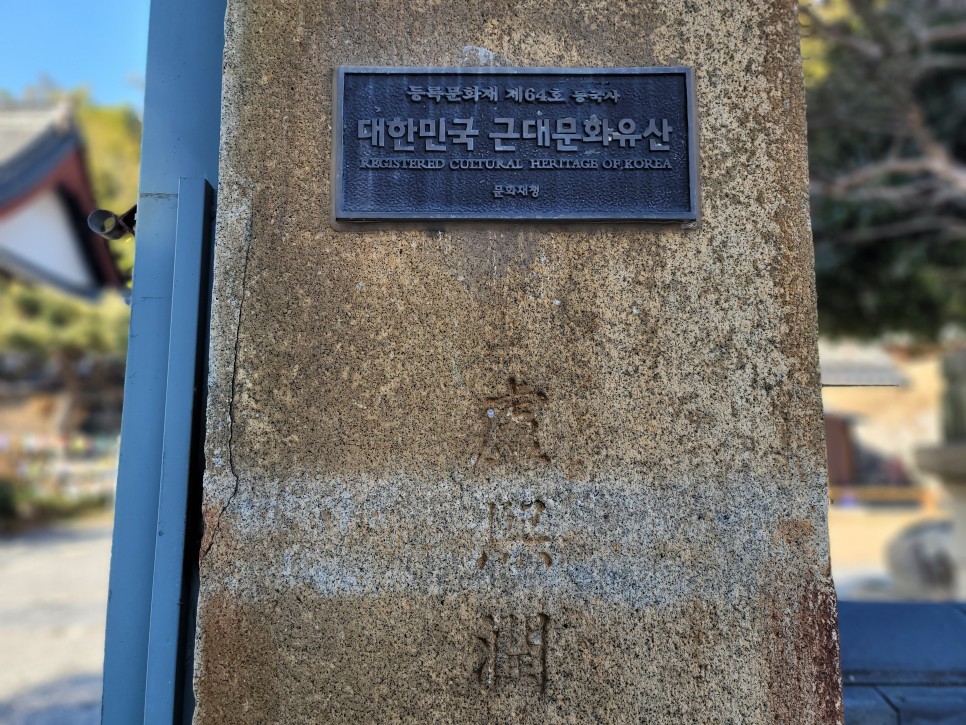 등록문화재 제64호 동국사
대한민국 근대문화유산
REGISTERED CULTURAL HERITAGE OF KOREA
문화재청
潤